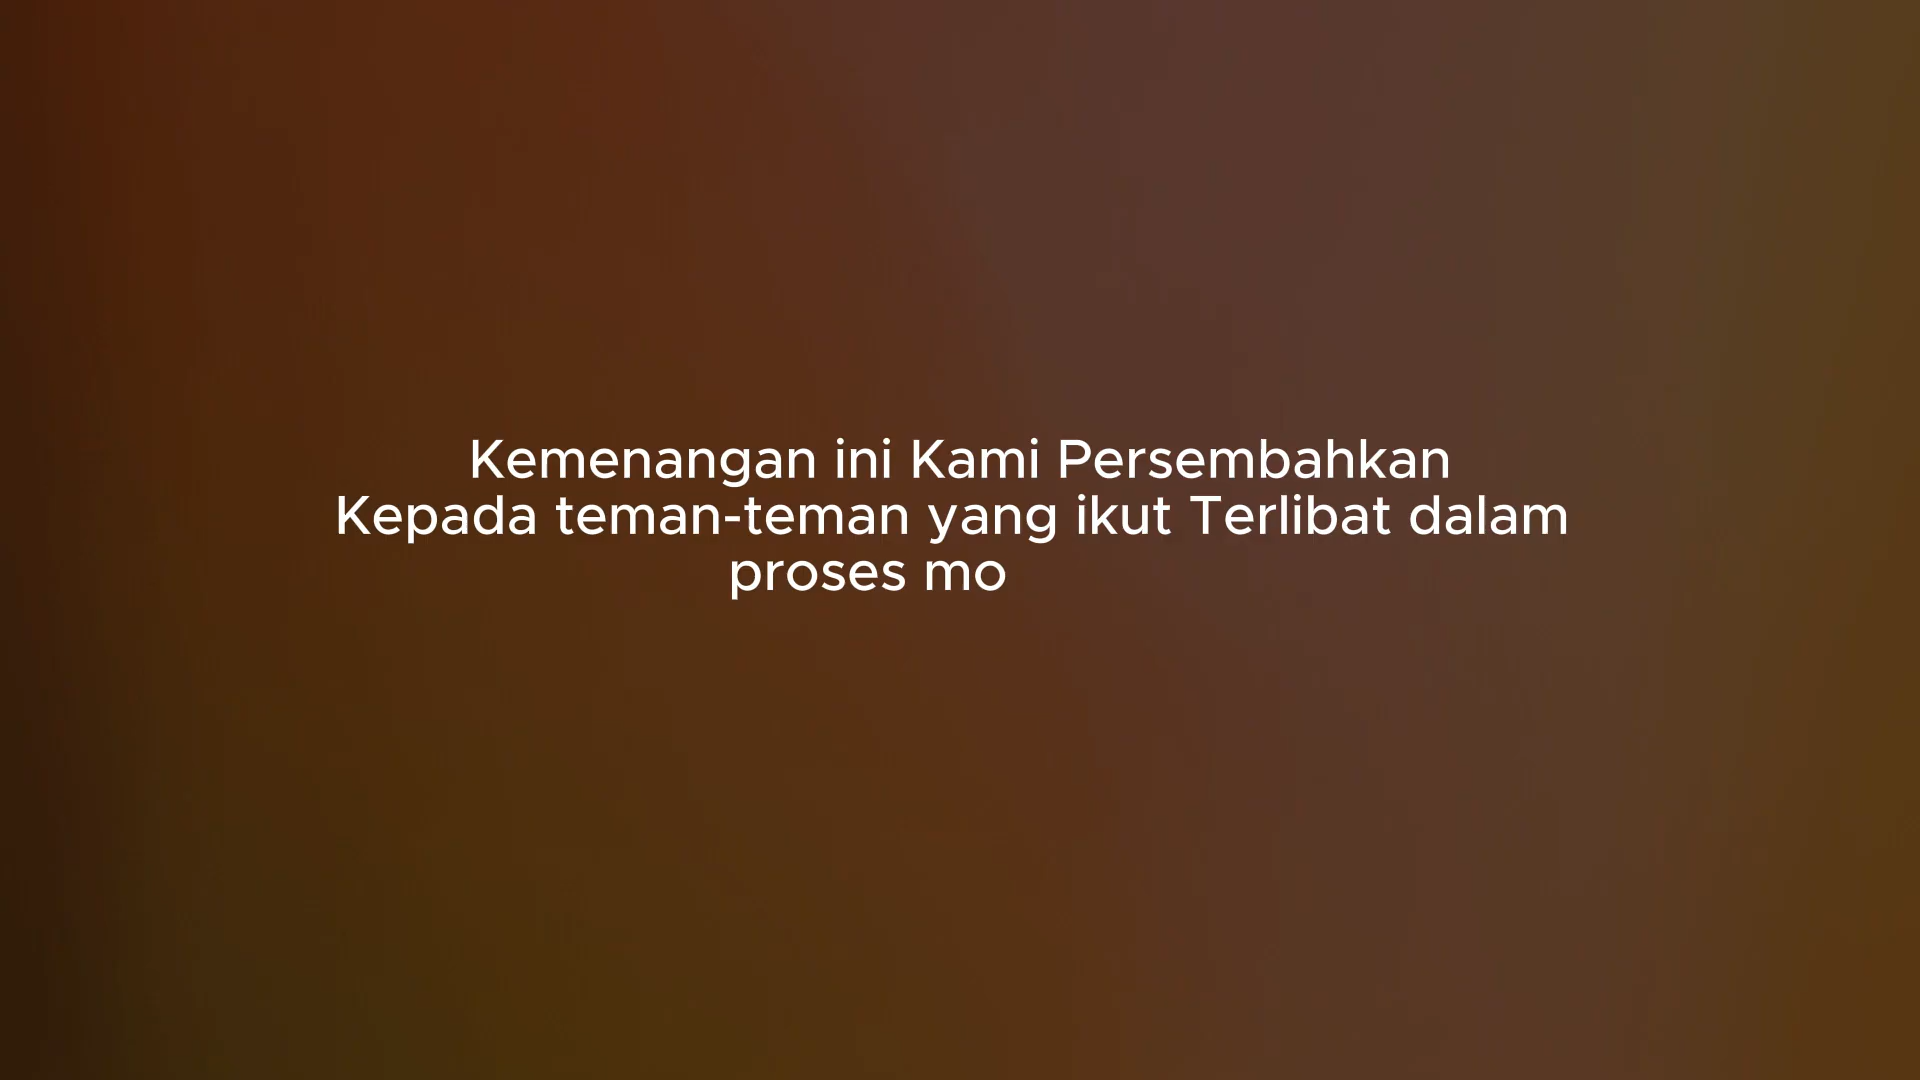 Kemenangan ini Kami Persembahkan
Kepada teman-teman yang ikut Terlibat dalam
proses mo